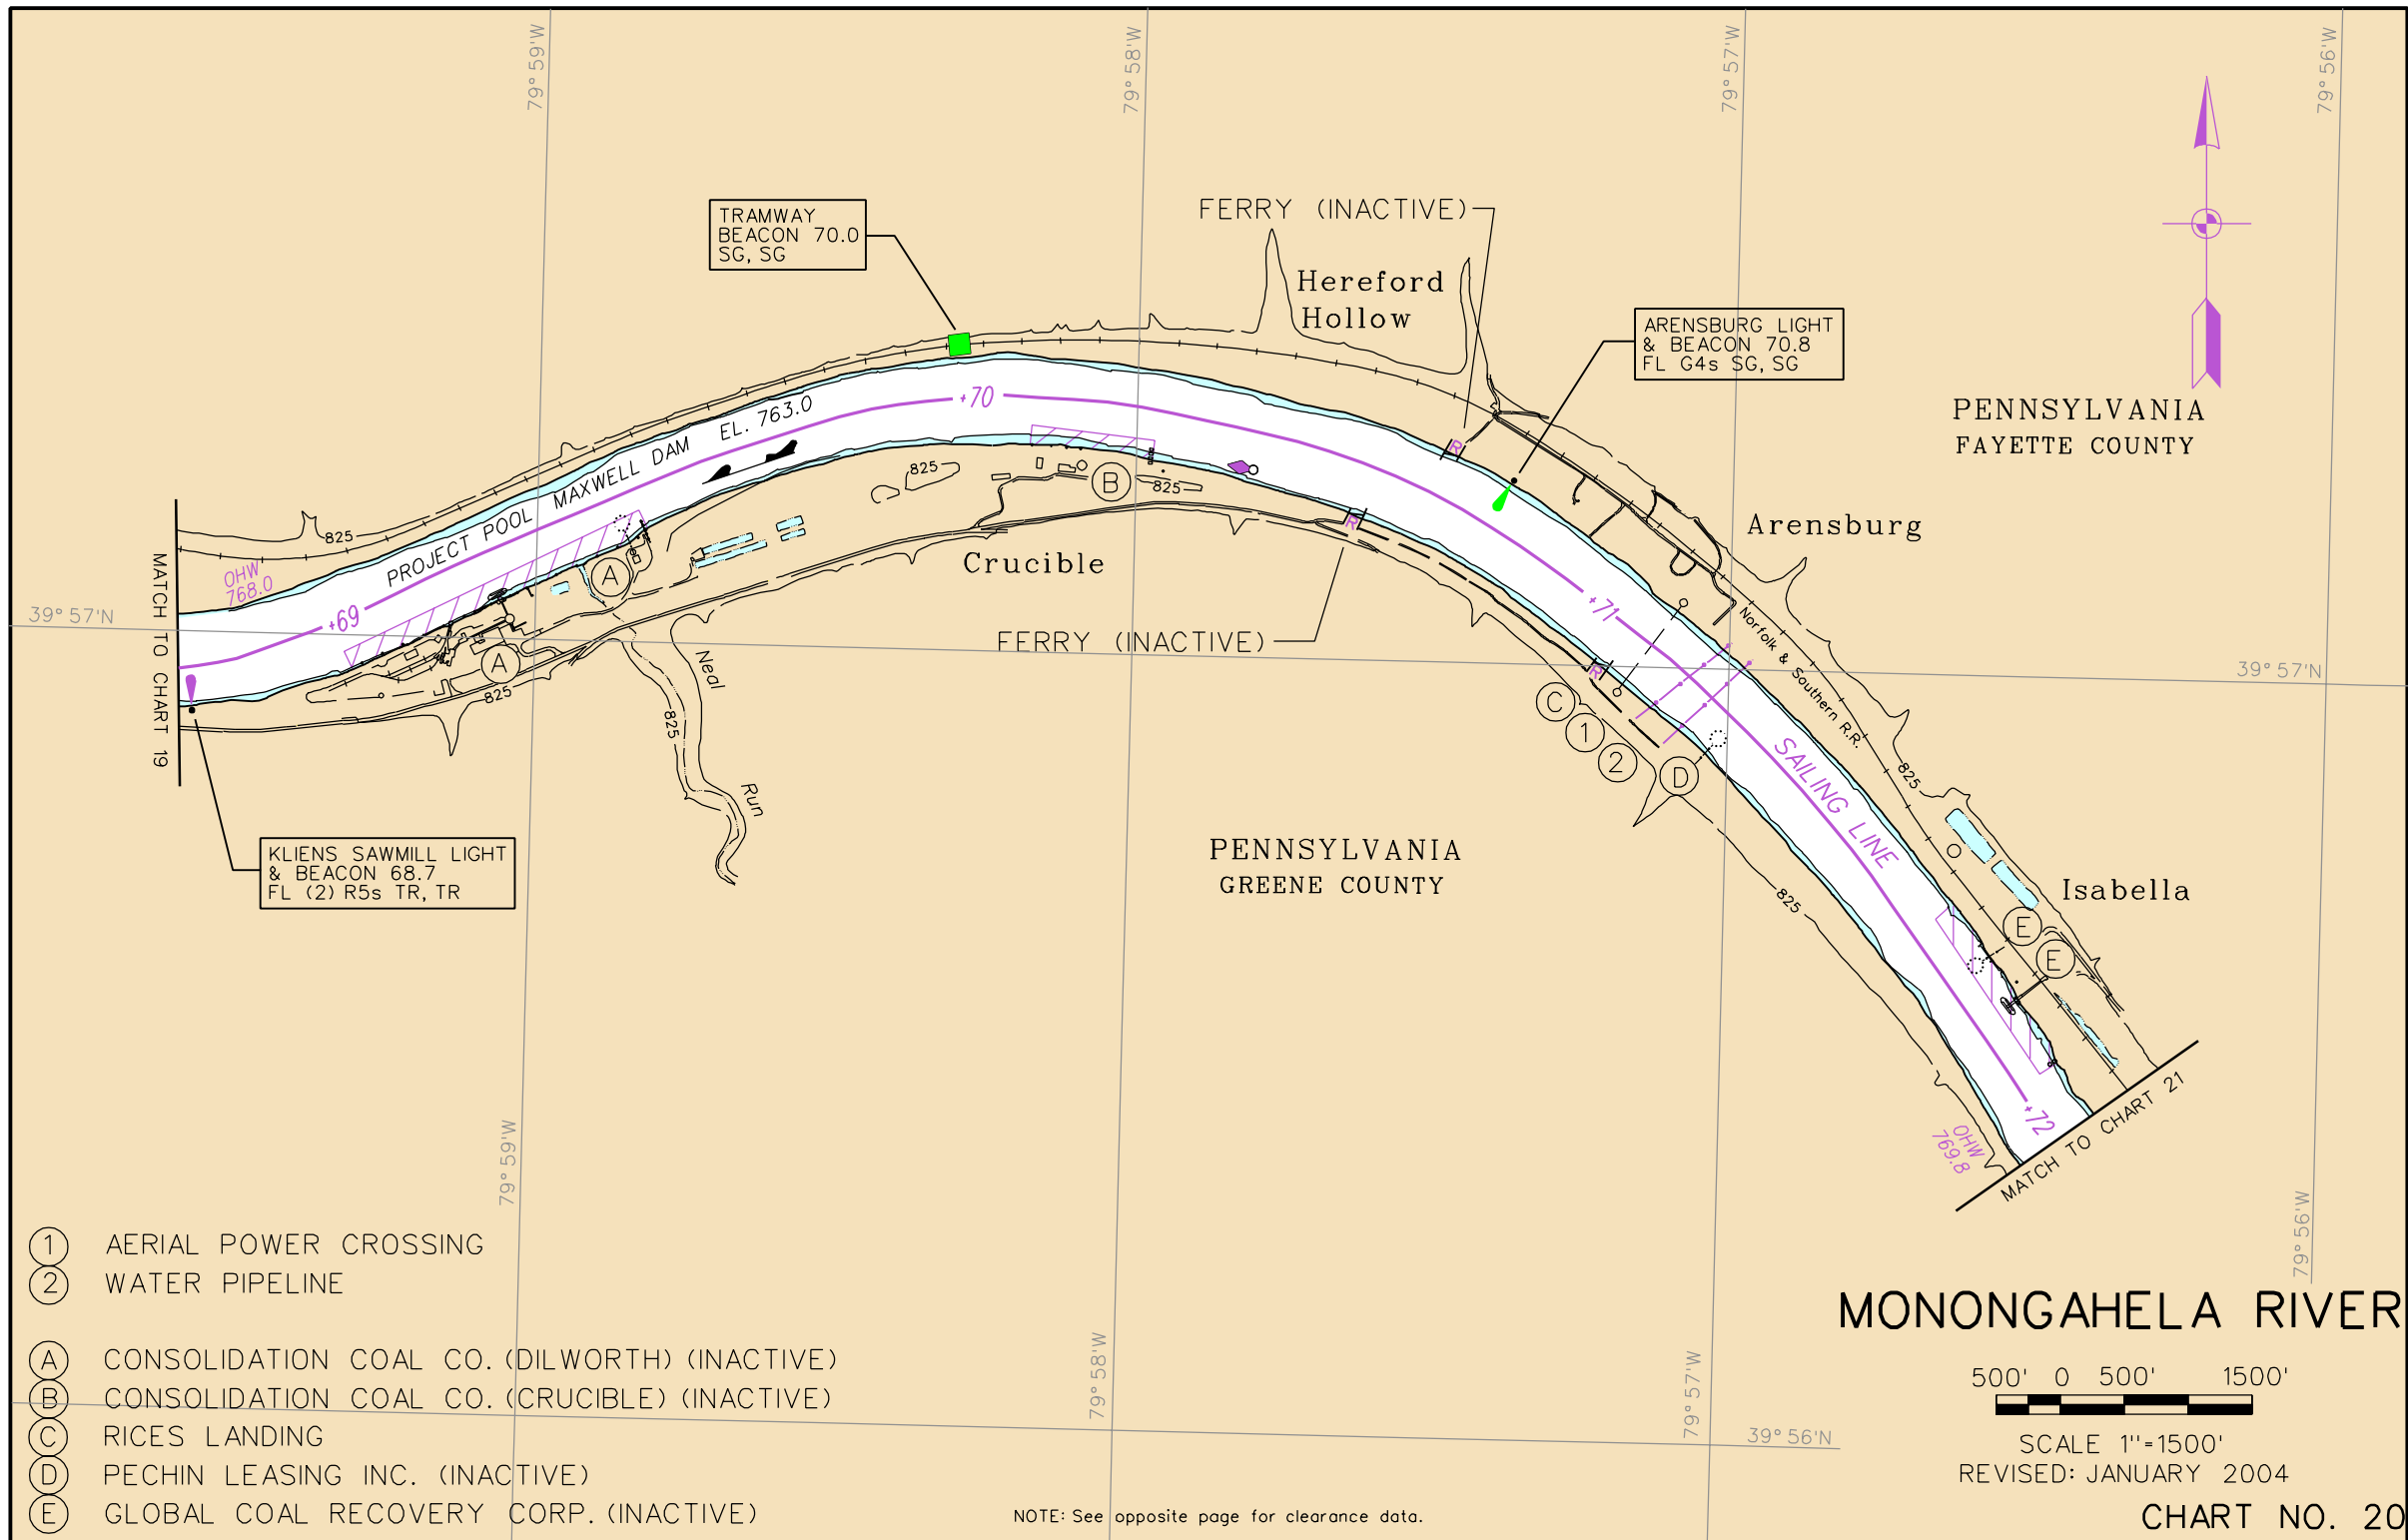 79° 59'W
79° 58'W
79° 57'W
79° 56'W
TRAMWAY
BEACON 70.0
SG, SG
FERRY (INACTIVE)
Hereford
Hollow
ARENSBURG LIGHT
& BEACON 70.8
FL G4s SG, SG
PENNSYLVANIA
FAYETTE COUNTY
+70
PROJECT POOL MAXWELL DAM EL. 763.0
R
825
825
B
825
R
Arensburg
825
OHW
768.0
A
Crucible
MATCH TO CHART 19
39° 57'N
+69
+71
FERRY (INACTIVE)
Norfolk & Southern R.R.
39° 57'N
A
Neal
R
825
825
C
1
2
D
SAILING LINE
825
Run
KLIENS SAWMILL LIGHT
& BEACON 68.7
FL (2) R5s TR, TR
PENNSYLVANIA
GREENE COUNTY
825
Isabella
E
E
+72
OHW
769.8
MATCH TO CHART 21
79° 59'W
79° 58'W
79° 57'W
79° 56'W
1 AERIAL POWER CROSSING
2 WATER PIPELINE
A CONSOLIDATION COAL CO. (DILWORTH) (INACTIVE)
B CONSOLIDATION COAL CO. (CRUCIBLE) (INACTIVE)
C RICES LANDING
D PECHIN LEASING INC. (INACTIVE)
E GLOBAL COAL RECOVERY CORP. (INACTIVE)
39° 56'N
NOTE: See opposite page for clearance data.
MONONGAHELA RIVER
500' 0 500' 1500'
SCALE 1"=1500'
REVISED: JANUARY 2004
CHART NO. 20